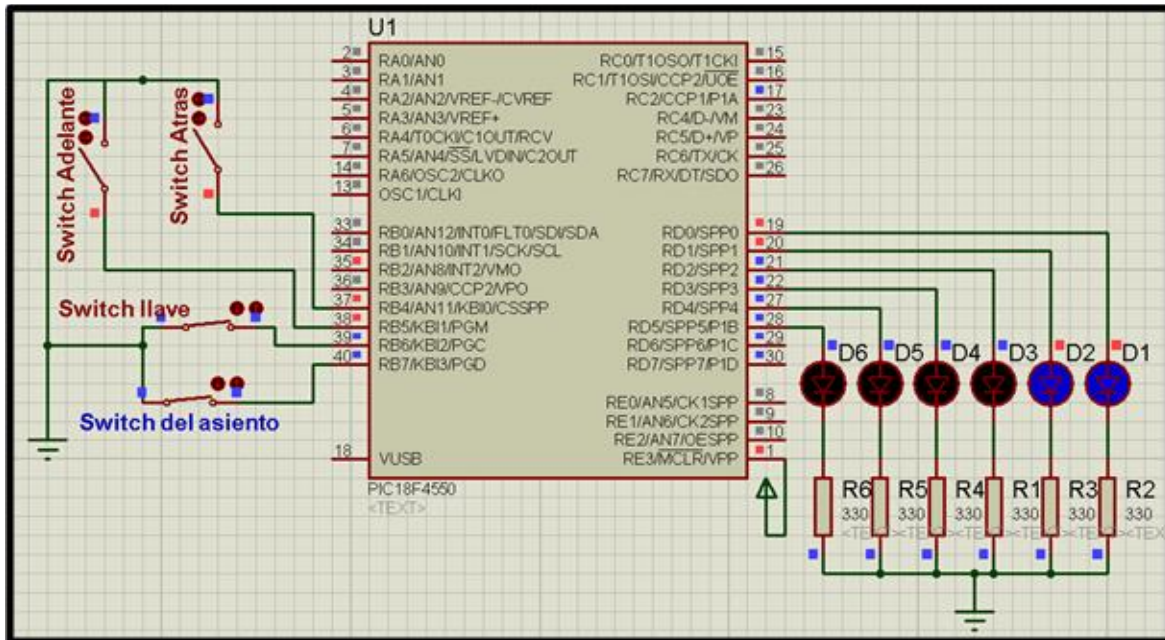 U1
2 RA0/AN0
3 RA1/AN1
4 RA2/AN2/VREF-/CVREF
5 RA3/AN3/VREF+
6 RA4/T0CKI/C1OUT/RCV
7 RA5/AN4/SS/LVDIN/C2OUT
14 RA6/OSC2/CLKO
13 OSC1/CLKI
33 RB0/AN12/INT0/FLT0/SDI/SDA
34 RB1/AN10/INT1/SCK/SCL
35 RB2/AN8/INT2/VMO
36 RB3/AN9/CCP2/VPO
37 RB4/AN11/KBI0/CSSPP
38 RB5/KBI1/PGM
39 RB6/KBI2/PGC
40 RB7/KBI3/PGD
18 VUSB
RC0/T1OSO/T1CKI 15
RC1/T1OSI/CCP2/UOE 16
RC2/CCP1/P1A 17
RC4/D-/VM 23
RC5/D+/VP 24
RC6/TX/CK 25
RC7/RX/DT/SDO 26
RD0/SPP0 19
RD1/SPP1 20
RD2/SPP2 21
RD3/SPP3 22
RD4/SPP4 27
RD5/SPP5/P1B 28
RD6/SPP6/P1C 29
RD7/SPP7/P1D 30
RE0/AN5/CK1SPP 8
RE1/AN6/CK2SPP 9
RE2/AN7/OESPP 10
RE3/MCLR/VPP 1
PIC18F4550
<TEXT>
Switch Adelante
Switch Atras
Switch llave
Switch del asiento
D6 D5 D4 D3 D2 D1
R6 R5 R4 R1 R3 R2
330 330 330 330 330 330